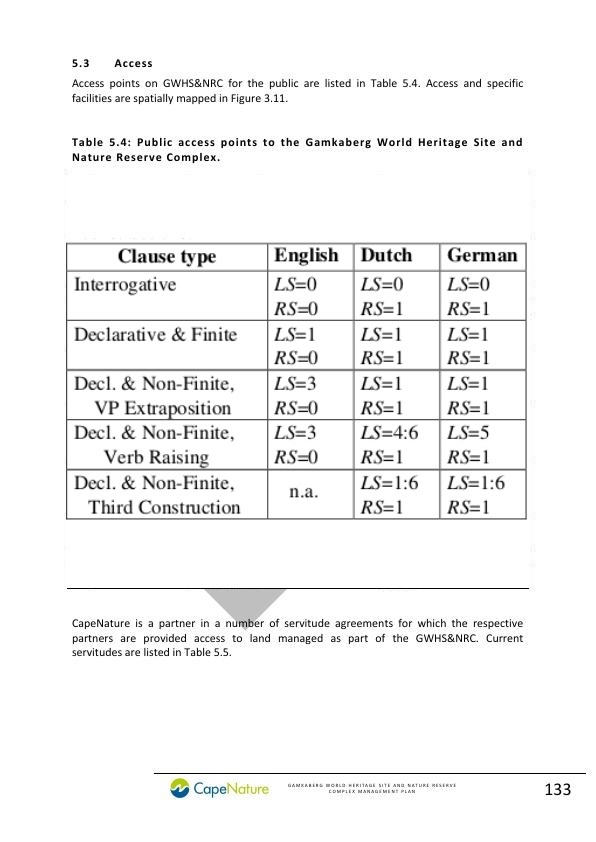 5.3 Access
Access points on GWHS&NRC for the public are listed in Table 5.4. Access and specific
facilities are spatially mapped in Figure 3.11.
Table 5.4: Public access points to the Gamkaberg World Heritage Site and
Nature Reserve Complex.
Clause type English Dutch German
Interrogative LS=0 LS=0 LS=0
RS=0 RS=1 RS=1
Declarative & Finite LS=1 LS=1 LS=1
RS=0 RS=1 RS=1
Decl. & Non-Finite, LS=3 LS=1 LS=1
VP Extraposition RS=0 RS=1 RS=1
Decl. & Non-Finite, LS=3 LS=4:6 LS=5
Verb Raising RS=0 RS=1 RS=1
Decl. & Non-Finite, n.a. LS=1:6 LS=1:6
Third Construction RS=1 RS=1
CapeNature is a partner in a number of servitude agreements for which the respective
partners are provided access to land managed as part of the GWHS&NRC. Current
servitudes are listed in Table 5.5.
CapeNature
GAMKABERG WORLD HERITAGE SITE AND NATURE RESERVE
COMPLEX MANAGEMENT PLAN
133